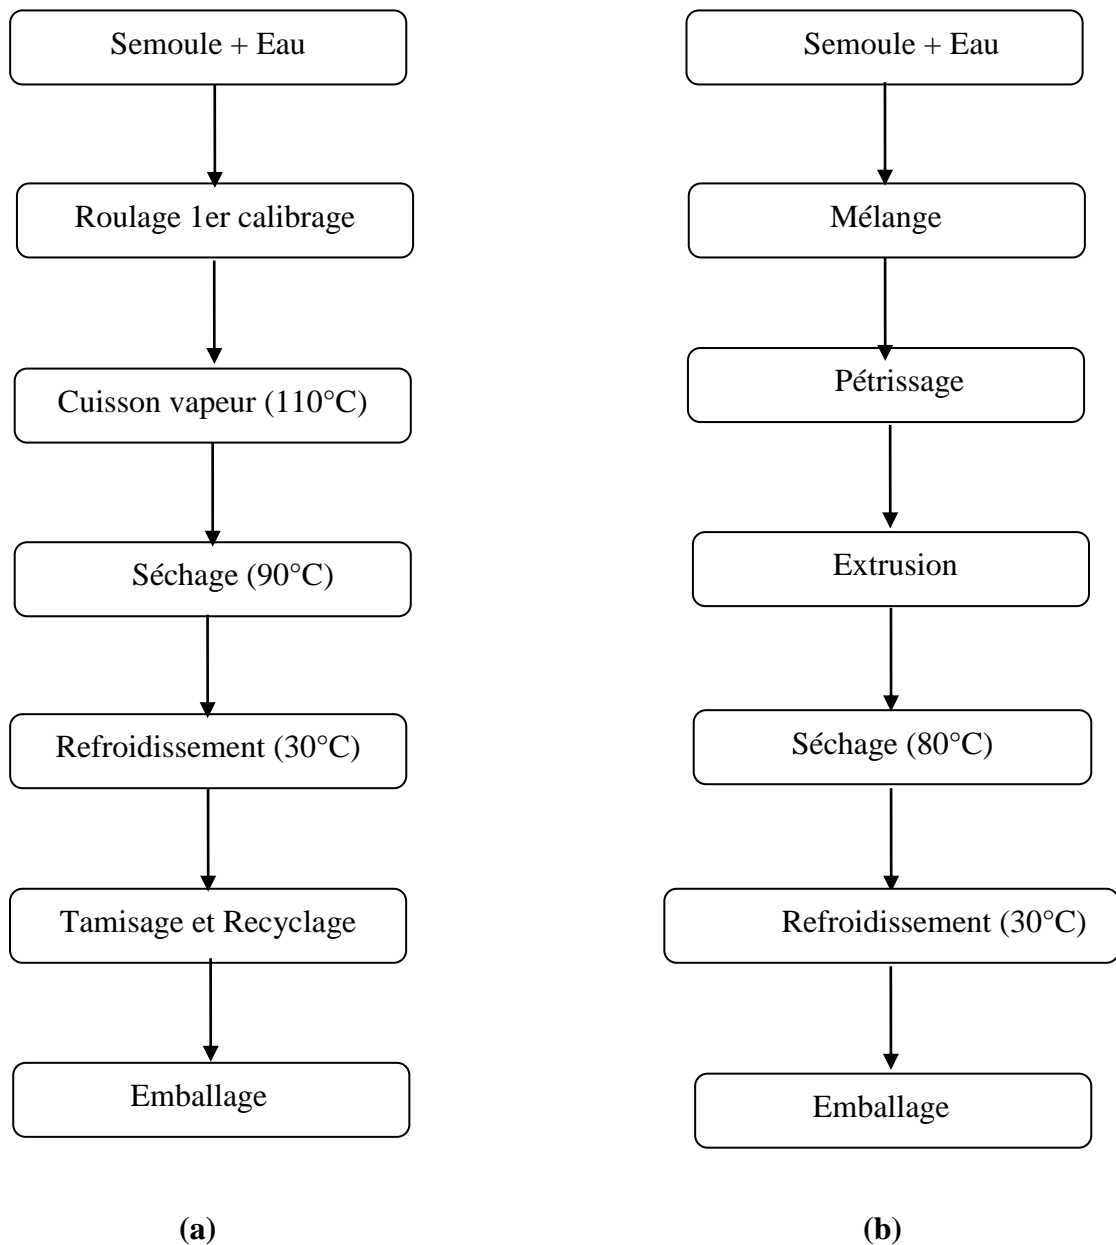 Semoule + Eau
Roulage 1er calibrage
Cuisson vapeur (110°C)
Séchage (90°C)
Refroidissement (30°C)
Tamisage et Recyclage
Emballage
(a)
Semoule + Eau
Mélange
Pétrissage
Extrusion
Séchage (80°C)
Refroidissement (30°C)
Emballage
(b)